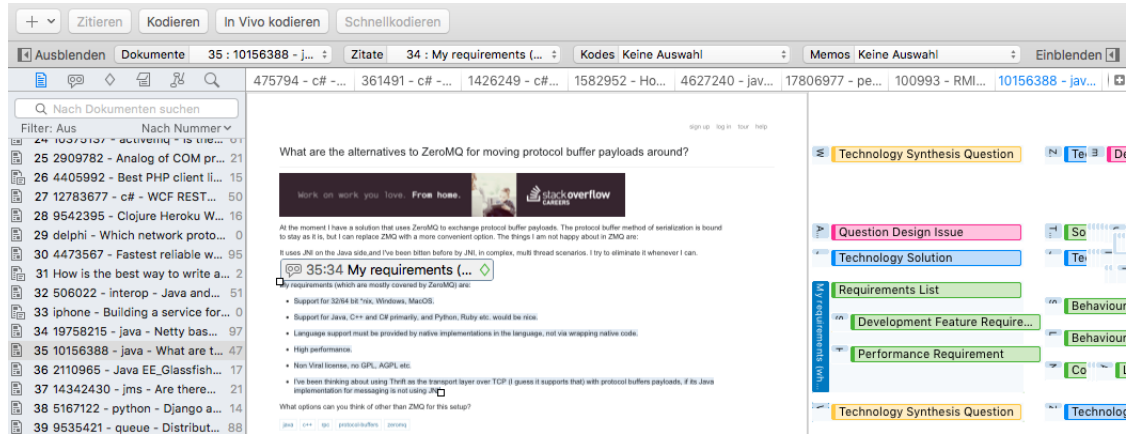 Zitieren Kodieren In Vivo kodieren Schnellkodieren
Ausblenden Dokumente 35 : 10156388 - j... Zitate 34 : My requirements (... Kodes Keine Auswahl Memos Keine Auswahl Einblenden
475794 - c# -... 361491 - c# -... 1426249 - c#... 1582952 - Ho... 4627240 - jav... 17806977 - pe... 100993 - RMI... 10156388 - jav...
Nach Dokumenten suchen
Filter: Aus Nach Nummer
24 10375137 - activemq - is the... 61
25 2909782 - Analog of COM pr... 21
26 4405992 - Best PHP client li... 15
27 12783677 - c# - WCF REST... 50
28 9542395 - Clojure Heroku W... 16
29 delphi - Which network proto... 0
30 4473567 - Fastest reliable w... 95
31 How is the best way to write a... 2
32 506022 - interop - Java and... 51
33 iphone - Building a service for... 0
34 19758215 - java - Netty bas... 97
35 10156388 - java - What are t... 47
36 2110965 - Java EE_Glassfish... 17
37 14342430 - jms - Are there... 21
38 5167122 - python - Django a... 14
39 9535421 - queue - Distribut... 88
sign up log in tour help
What are the alternatives to ZeroMQ for moving protocol buffer payloads around?
Work on work you love. From home. stackoverflow
CAREERS
At the moment I have a solution that uses ZeroMQ to exchange protocol buffer payloads. The protocol buffer method of serialization is bound
to stay as it is, but I can replace ZMQ with a more convenient option. The things I am not happy about in ZMQ are:
It uses JNI on the Java side,and I've been bitten before by JNI, in complex, multi thread scenarios. I try to eliminate it whenever I can.
35:34 My requirements (...
My requirements (which are mostly covered by ZeroMQ) are:
• Support for 32/64 bit *nix, Windows, MacOS.
• Support for Java, C++ and C# primarily, and Python, Ruby etc. would be nice.
• Language support must be provided by native implementations in the language, not via wrapping native code.
• High performance.
• Non Viral license, no GPL, AGPL etc.
• I've been thinking about using Thrift as the transport layer over TCP (I guess it supports that) with protocol buffers payloads, if its Java
implementation for messaging is not using JNI.
What options can you think of other than ZMQ for this setup?
java c++ rpc protocol-buffers zeromq
W Technology Synthesis Question Z Te De
A Question Design Issue So
Technology Solution Te
My requirements (wh...
Requirements List
Development Feature Require... Behaviour
Performance Requirement Behaviour
Co L
Technology Synthesis Question Technolog